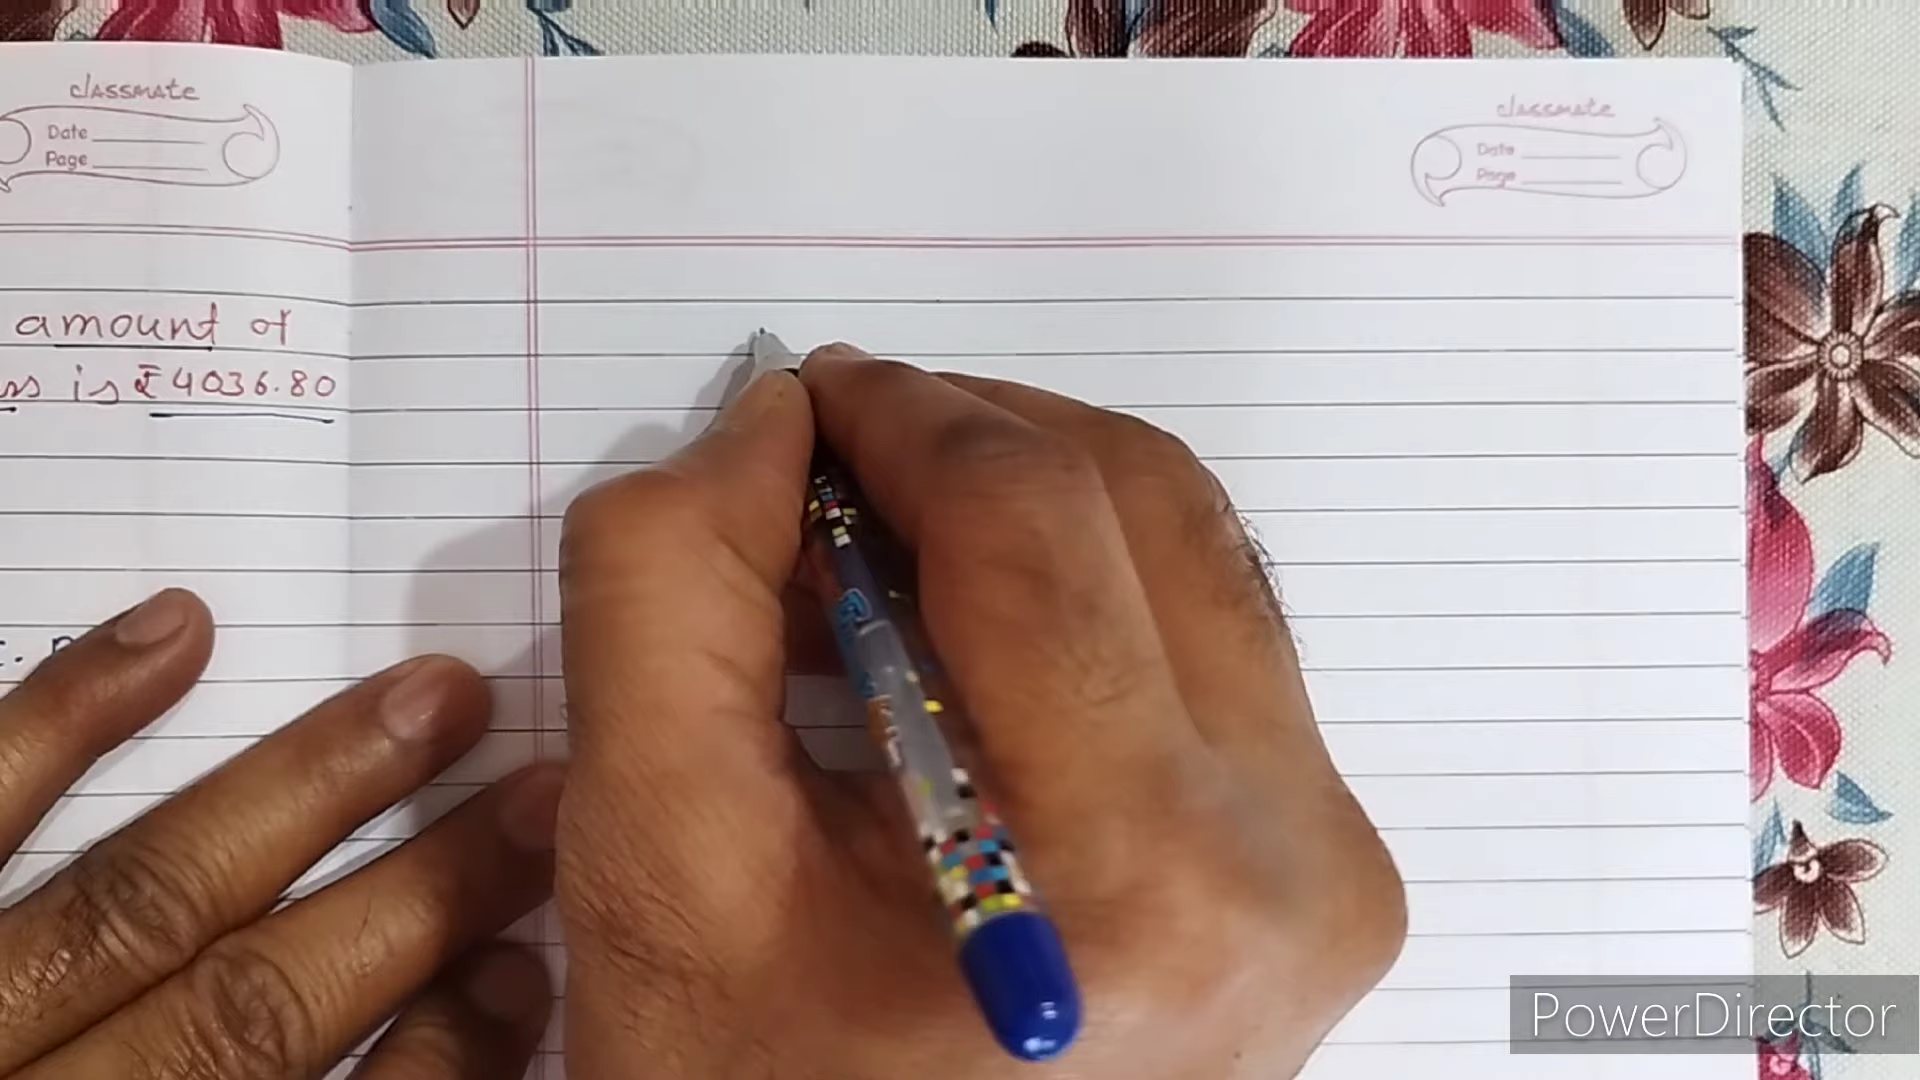 classmate
Date
Page
amount of
is ₹4036.80
classmate
Date
Page
PowerDirector